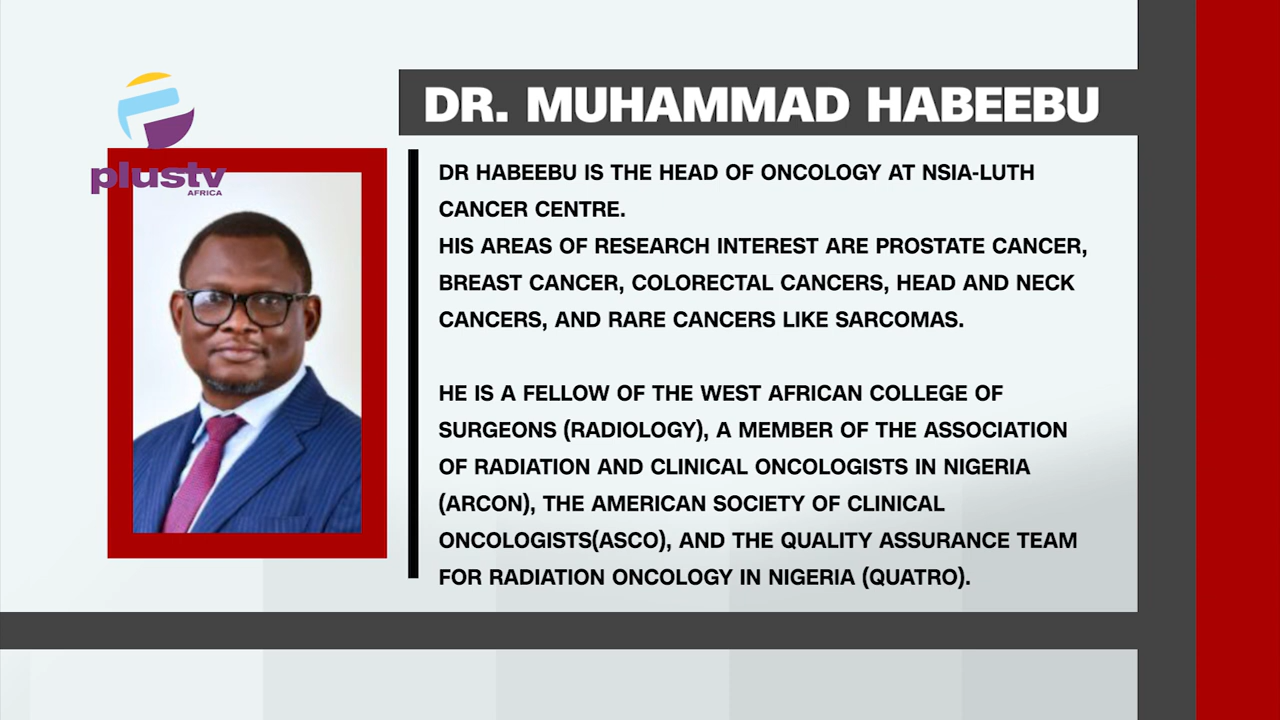 plustv
AFRICA
DR. MUHAMMAD HABEEBU
DR HABEEBU IS THE HEAD OF ONCOLOGY AT NSIA-LUTH
CANCER CENTRE.
HIS AREAS OF RESEARCH INTEREST ARE PROSTATE CANCER,
BREAST CANCER, COLORECTAL CANCERS, HEAD AND NECK
CANCERS, AND RARE CANCERS LIKE SARCOMAS.
HE IS A FELLOW OF THE WEST AFRICAN COLLEGE OF
SURGEONS (RADIOLOGY), A MEMBER OF THE ASSOCIATION
OF RADIATION AND CLINICAL ONCOLOGISTS IN NIGERIA
(ARCON), THE AMERICAN SOCIETY OF CLINICAL
ONCOLOGISTS(ASCO), AND THE QUALITY ASSURANCE TEAM
FOR RADIATION ONCOLOGY IN NIGERIA (QUATRO).